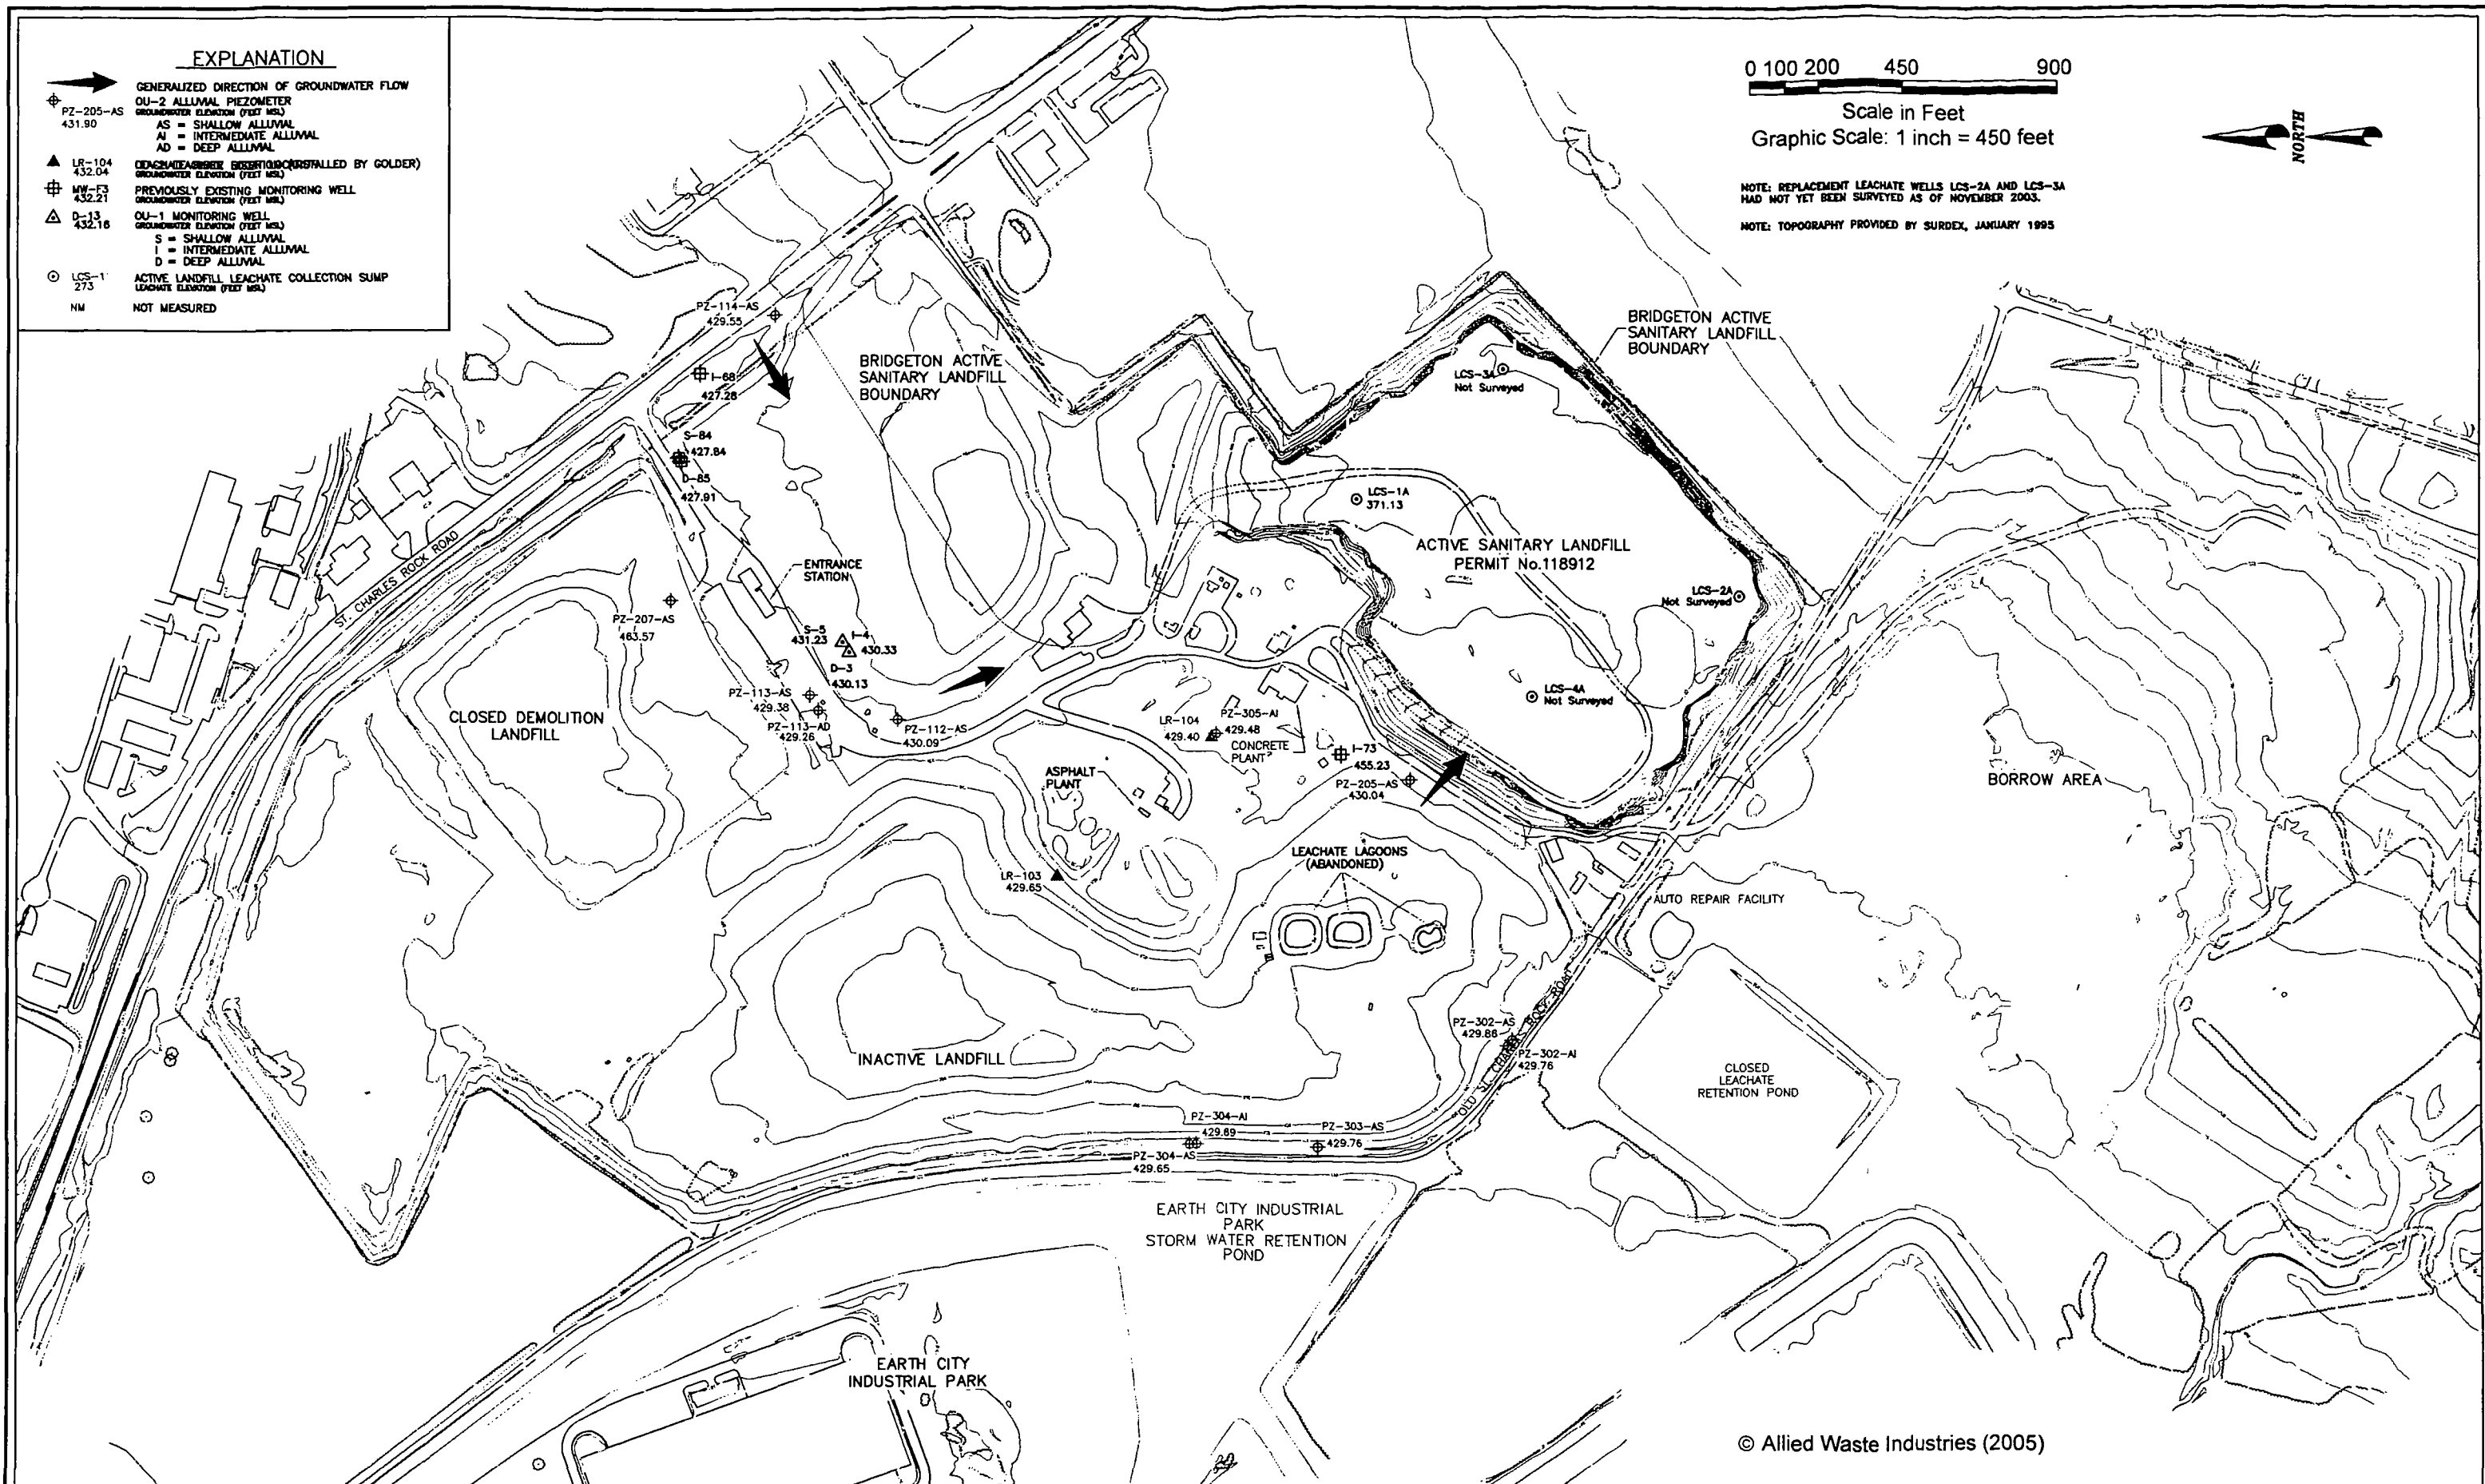 EXPLANATION
GENERALIZED DIRECTION OF GROUNDWATER FLOW
PZ-205-AS
431.90
OU-2 ALLUVIAL PIEZOMETER
GROUNDWATER ELEVATION (FEET MSL)
AS = SHALLOW ALLUVIAL
AI = INTERMEDIATE ALLUVIAL
AD = DEEP ALLUVIAL
LR-104
432.04
INSTALLED BY GOLDER)
GROUNDWATER ELEVATION (FEET MSL)
MW-F3
432.21
PREVIOUSLY EXISTING MONITORING WELL
GROUNDWATER ELEVATION (FEET MSL)
D-13
432.16
OU-1 MONITORING WELL
GROUNDWATER ELEVATION (FEET MSL)
S = SHALLOW ALLUVIAL
I = INTERMEDIATE ALLUVIAL
D = DEEP ALLUVIAL
LCS-1
273
ACTIVE LANDFILL LEACHATE COLLECTION SUMP
LEACHATE ELEVATION (FEET MSL)
NM NOT MEASURED
0 100 200 450 900
Scale in Feet
Graphic Scale: 1 inch = 450 feet
NORTH
NOTE: REPLACEMENT LEACHATE WELLS LCS-2A AND LCS-3A
HAD NOT YET BEEN SURVEYED AS OF NOVEMBER 2003.
NOTE: TOPOGRAPHY PROVIDED BY SURDEX, JANUARY 1995
PZ-114-AS
429.55
I-68
427.28
BRIDGETON ACTIVE
SANITARY LANDFILL
BOUNDARY
BRIDGETON ACTIVE
SANITARY LANDFILL
BOUNDARY
LCS-3A
Not Surveyed
S-84
427.84
D-85
427.91
LCS-1A
371.13
ST. CHARLES ROCK ROAD
ACTIVE SANITARY LANDFILL
PERMIT No.118912
ENTRANCE
STATION
LCS-2A
Not Surveyed
PZ-207-AS
463.57
S-5
431.23
I-4
430.33
D-3
430.13
PZ-113-AS
429.38
PZ-113-AD
429.26
PZ-112-AS
430.09
LCS-4A
Not Surveyed
CLOSED DEMOLITION
LANDFILL
LR-104
429.40
PZ-305-AI
429.48
CONCRETE
PLANT
I-73
455.23
PZ-205-AS
430.04
ASPHALT
PLANT
BORROW AREA
LEACHATE LAGOONS
(ABANDONED)
LR-103
429.65
AUTO REPAIR FACILITY
PZ-302-AS
429.86
PZ-302-AI
429.76
OLD ST. CHARLES ROCK ROAD
INACTIVE LANDFILL
CLOSED
LEACHATE
RETENTION POND
PZ-304-AI
429.69
PZ-303-AS
429.76
PZ-304-AS
429.65
EARTH CITY INDUSTRIAL
PARK
STORM WATER RETENTION
POND
EARTH CITY
INDUSTRIAL PARK
© Allied Waste Industries (2005)